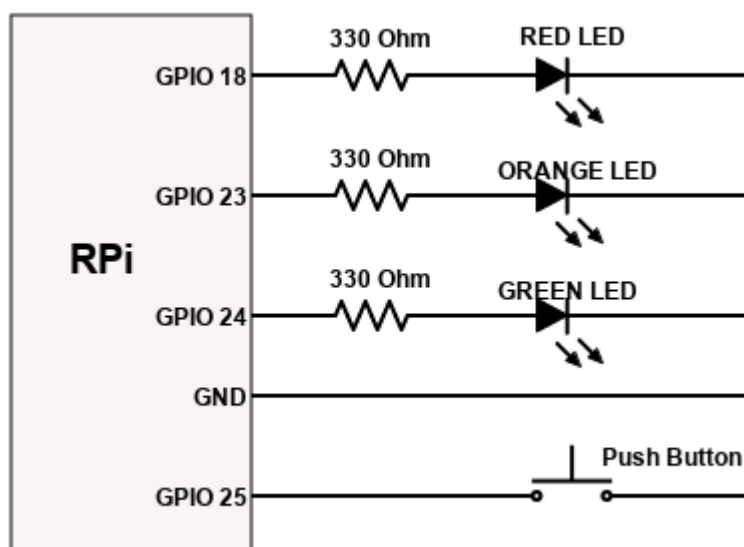 330 Ohm
RED LED
GPIO 18
330 Ohm
ORANGE LED
GPIO 23
RPi
330 Ohm
GREEN LED
GPIO 24
GND
Push Button
GPIO 25